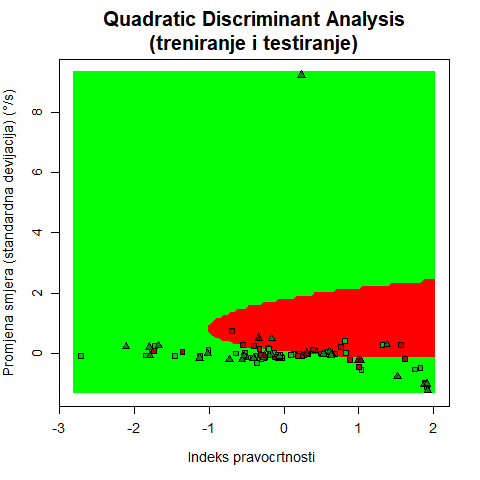 Quadratic Discriminant Analysis
(treniranje i testiranje)
Promjena smjera (standardna devijacija) (°/s)
8
6
4
2
0
-3
-2
-1
0
1
2
Indeks pravocrtnosti